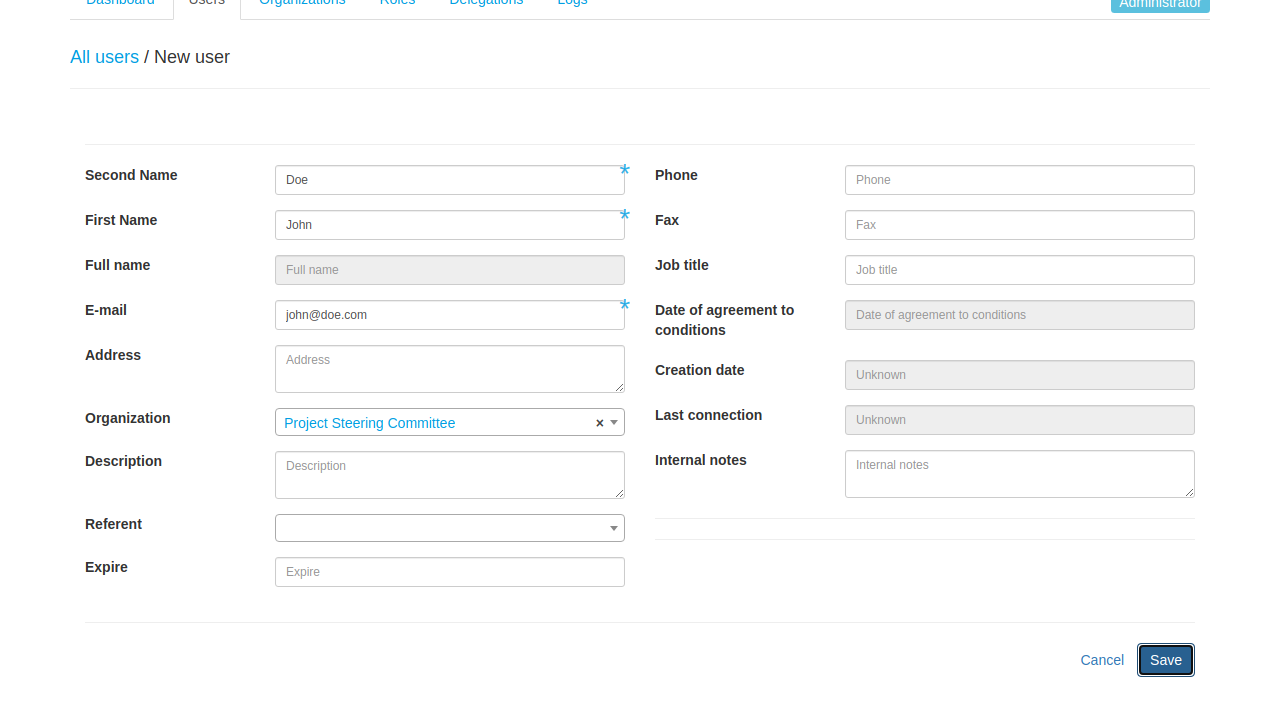 Dashboard Users Organizations Roles Delegations Logs Administrator
All users / New user
Second Name Doe *
Phone Phone
First Name John *
Fax Fax
Full name Full name
Job title Job title
E-mail john@doe.com *
Date of agreement to conditions Date of agreement to conditions
Address Address
Creation date Unknown
Organization Project Steering Committee ×
Last connection Unknown
Description Description
Internal notes Internal notes
Referent
Expire Expire
Cancel Save